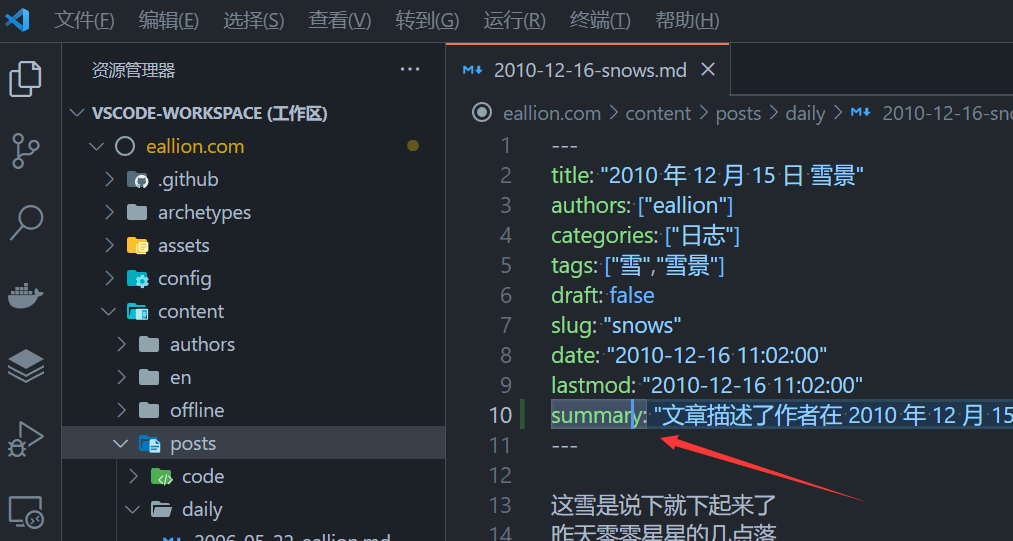 文件(F) 编辑(E) 选择(S) 查看(V) 转到(G) 运行(R) 终端(T) 帮助(H)
资源管理器 ···
VSCODE-WORKSPACE (工作区)
eallion.com
.github
archetypes
assets
config
content
authors
en
offline
posts
code
daily
2006-05-22-eallion.md
2010-12-16-snows.md
eallion.com > content > posts > daily > 2010-12-16-sno
1 ---
2 title: "2010 年 12 月 15 日 雪景"
3 authors: ["eallion"]
4 categories: ["日志"]
5 tags: ["雪","雪景"]
6 draft: false
7 slug: "snows"
8 date: "2010-12-16 11:02:00"
9 lastmod: "2010-12-16 11:02:00"
10 summary: "文章描述了作者在 2010 年 12 月 15
11 ---
12
13 这雪是说下就下起来了
14 昨天零零星星的几点落